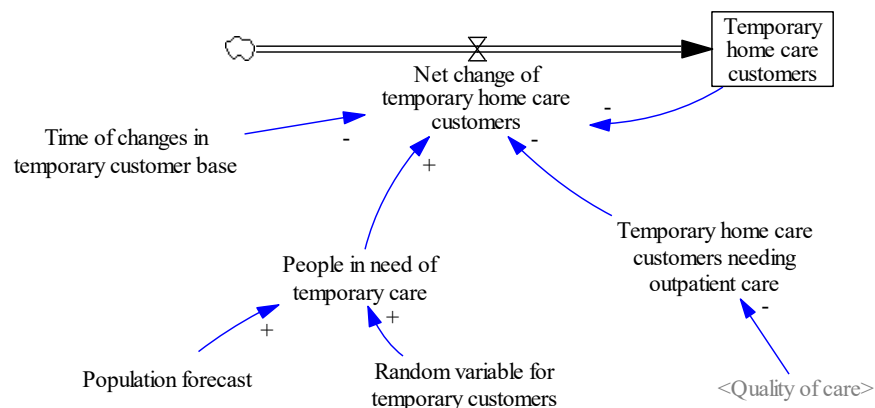 Temporary
home care
customers
Net change of
temporary home care
customers
-
-
-
+
Time of changes in
temporary customer base
Temporary home care
customers needing
outpatient care
-
People in need of
temporary care
+
+
Population forecast
Random variable for
temporary customers
<Quality of care>